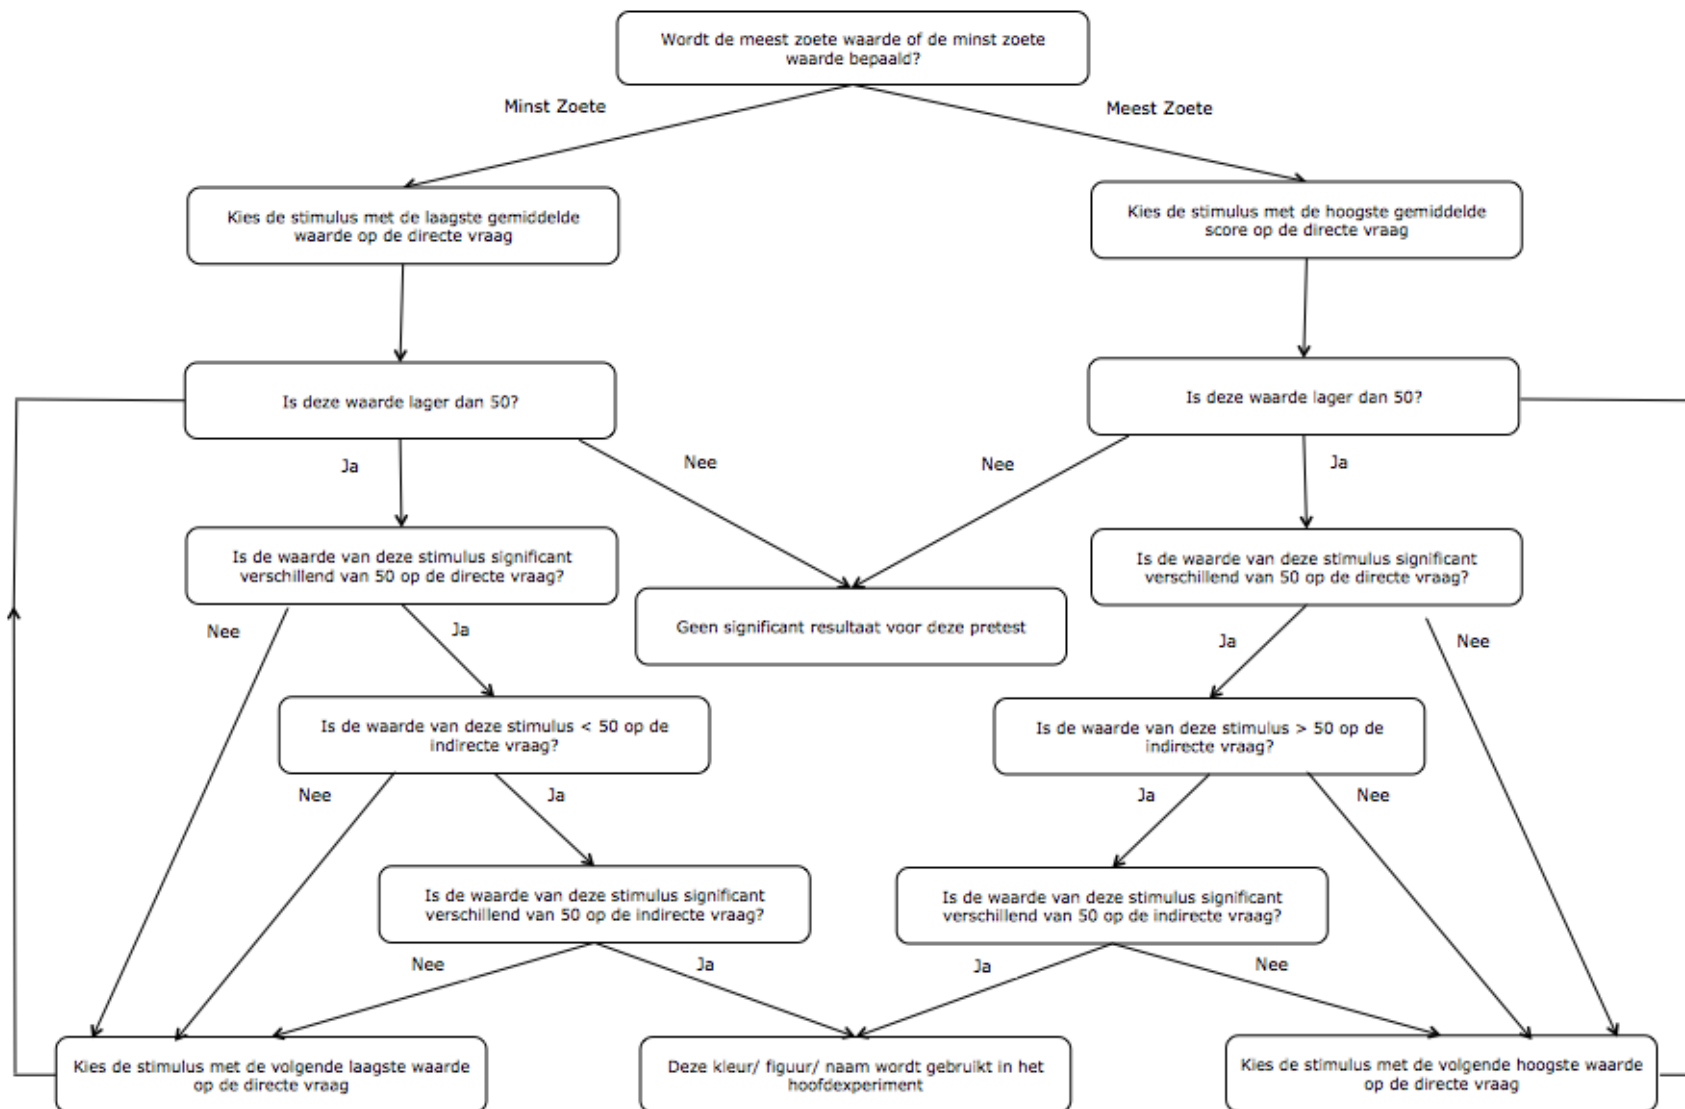 Wordt de meest zoete waarde of de minst zoete
waarde bepaald?
Minst Zoete
Meest Zoete
Kies de stimulus met de laagste gemiddelde
waarde op de directe vraag
Kies de stimulus met de hoogste gemiddelde
score op de directe vraag
Is deze waarde lager dan 50?
Is deze waarde lager dan 50?
Ja
Nee
Nee
Ja
Is de waarde van deze stimulus significant
verschillend van 50 op de directe vraag?
Is de waarde van deze stimulus significant
verschillend van 50 op de directe vraag?
Geen significant resultaat voor deze pretest
Nee
Ja
Ja
Nee
Is de waarde van deze stimulus < 50 op de
indirecte vraag?
Is de waarde van deze stimulus > 50 op de
indirecte vraag?
Nee
Ja
Ja
Nee
Is de waarde van deze stimulus significant
verschillend van 50 op de indirecte vraag?
Is de waarde van deze stimulus significant
verschillend van 50 op de indirecte vraag?
Nee
Ja
Ja
Nee
Kies de stimulus met de volgende laagste waarde
op de directe vraag
Deze kleur/ figuur/ naam wordt gebruikt in het
hoofdexperiment
Kies de stimulus met de volgende hoogste waarde
op de directe vraag